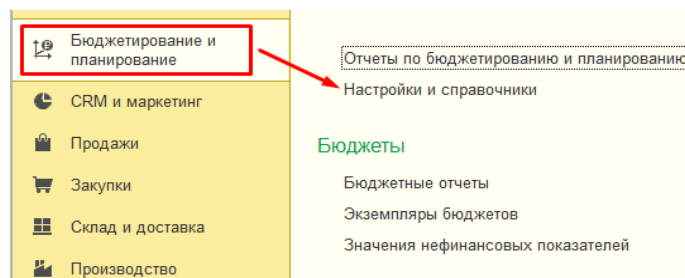 Бюджетирование и
планирование
CRM и маркетинг
Продажи
Закупки
Склад и доставка
Производство
Отчеты по бюджетированию и планированию
Настройки и справочники
Бюджеты
Бюджетные отчеты
Экземпляры бюджетов
Значения нефинансовых показателей